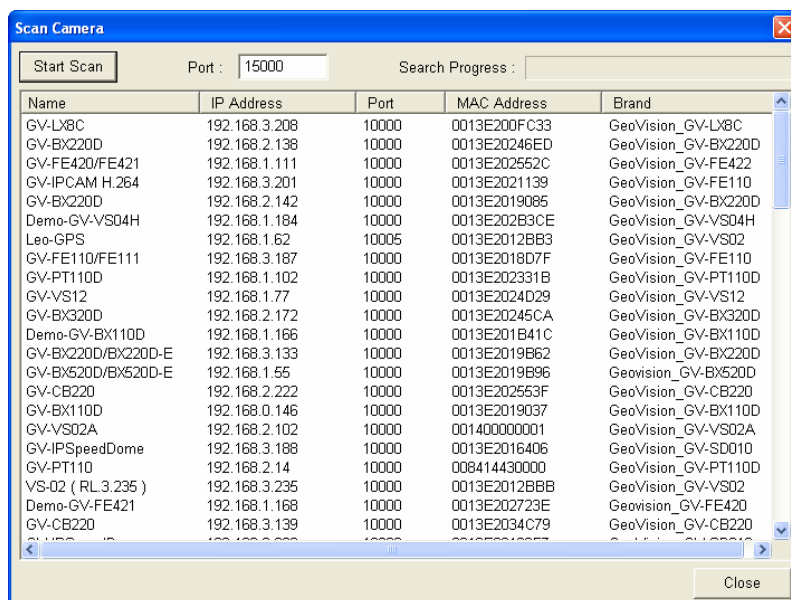 Scan Camera
Start Scan Port : 15000 Search Progress :
Name IP Address Port MAC Address Brand
GV-LX8C 192.168.3.208 10000 0013E200FC33 GeoVision_GV-LX8C
GV-BX220D 192.168.2.138 10000 0013E20246ED GeoVision_GV-BX220D
GV-FE420/FE421 192.168.1.111 10000 0013E202552C GeoVision_GV-FE422
GV-IPCAM H.264 192.168.3.201 10000 0013E2021139 GeoVision_GV-FE110
GV-BX220D 192.168.2.142 10000 0013E2019085 GeoVision_GV-BX220D
Demo-GV-VS04H 192.168.1.184 10000 0013E202B3CE GeoVision_GV-VS04H
Leo-GPS 192.168.1.62 10005 0013E2012BB3 GeoVision_GV-VS02
GV-FE110/FE111 192.168.3.187 10000 0013E2018D7F GeoVision_GV-FE110
GV-PT110D 192.168.1.102 10000 0013E202331B GeoVision_GV-PT110D
GV-VS12 192.168.1.77 10000 0013E2024D29 GeoVision_GV-VS12
GV-BX320D 192.168.2.172 10000 0013E20245CA GeoVision_GV-BX320D
Demo-GV-BX110D 192.168.1.166 10000 0013E201B41C GeoVision_GV-BX110D
GV-BX220D/BX220D-E 192.168.3.133 10000 0013E2019B62 GeoVision_GV-BX220D
GV-BX520D/BX520D-E 192.168.1.55 10000 0013E2019B96 Geovision_GV-BX520D
GV-CB220 192.168.2.222 10000 0013E202553F GeoVision_GV-CB220
GV-BX110D 192.168.0.146 10000 0013E2019037 GeoVision_GV-BX110D
GV-VS02A 192.168.2.102 10000 001400000001 GeoVision_GV-VS02A
GV-IPSpeedDome 192.168.3.188 10000 0013E2016406 GeoVision_GV-SD010
GV-PT110 192.168.2.14 10000 008414430000 GeoVision_GV-PT110D
VS-02 ( RL.3.235 ) 192.168.3.235 10000 0013E2012BBB GeoVision_GV-VS02
Demo-GV-FE421 192.168.1.168 10000 0013E202723E Geovision_GV-FE420
GV-CB220 192.168.3.139 10000 0013E2034C79 GeoVision_GV-CB220
Close